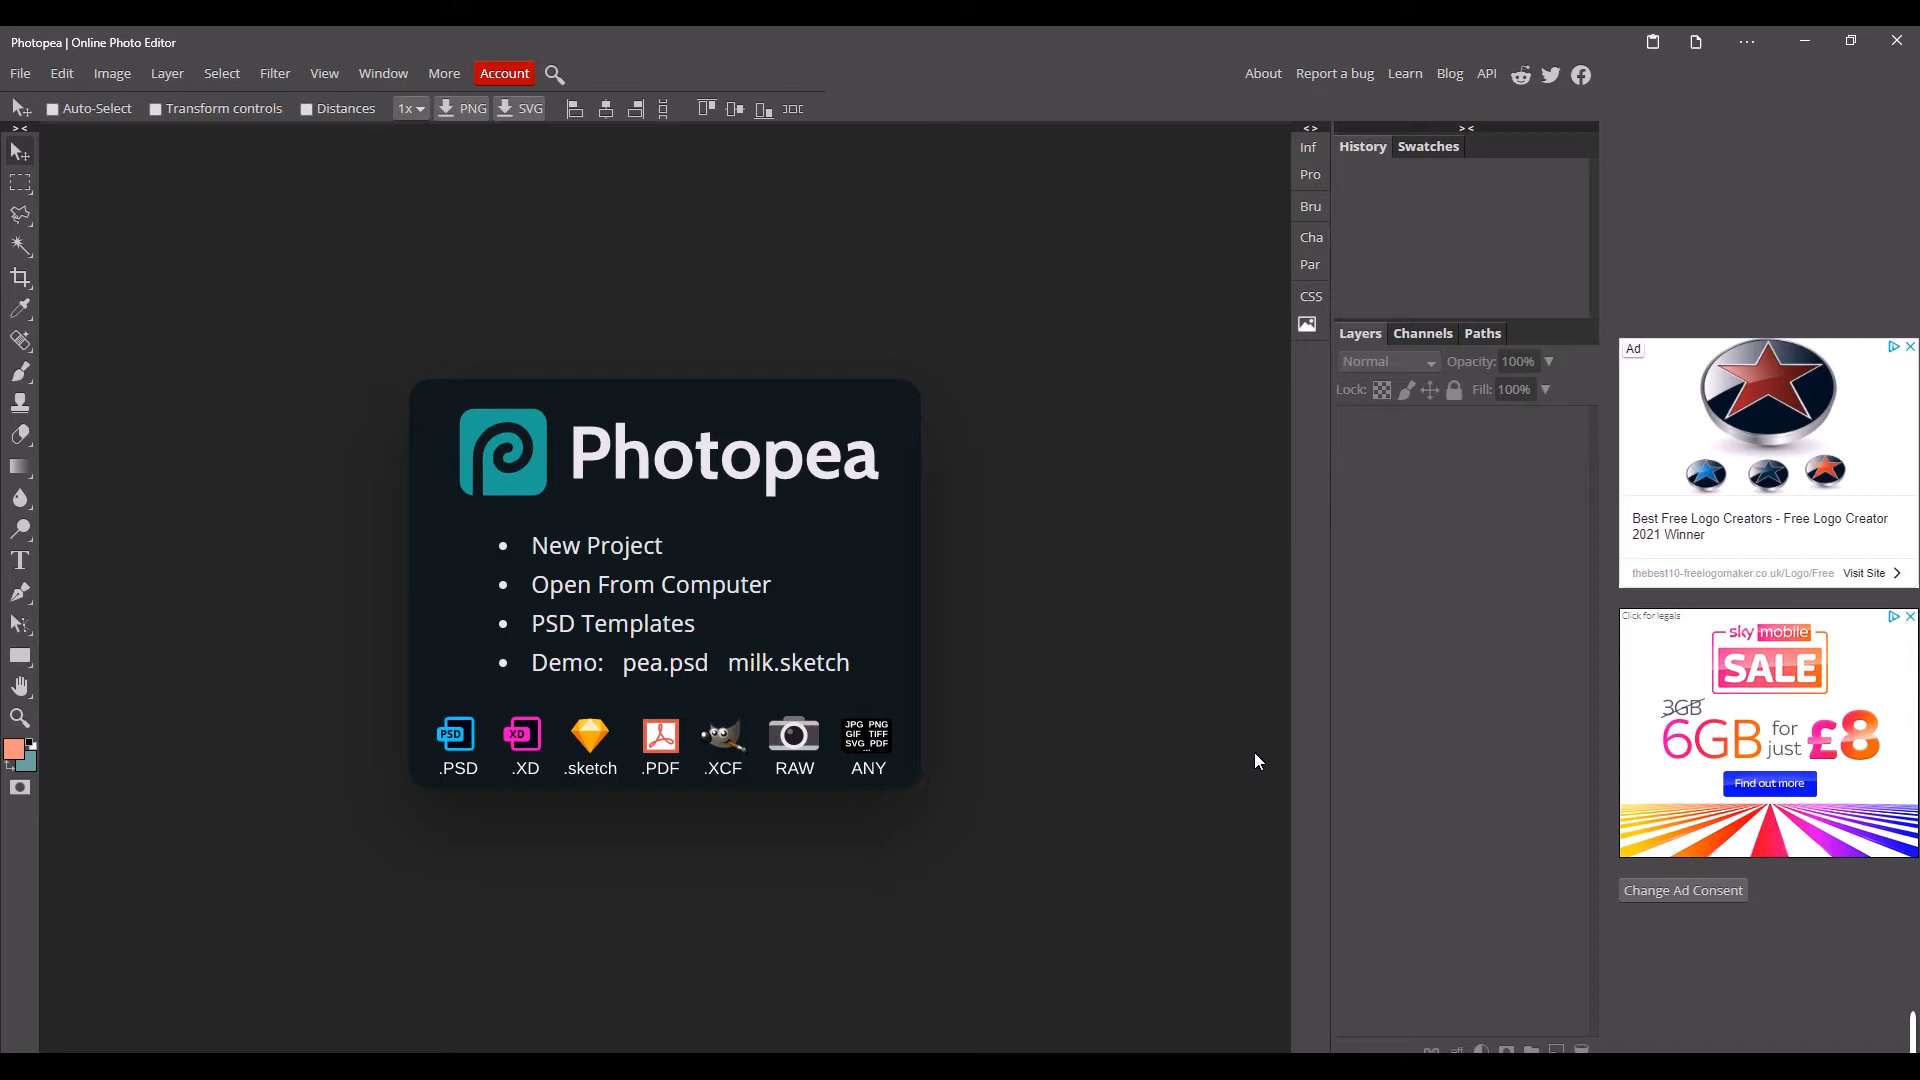 Photopea | Online Photo Editor
File Edit Image Layer Select Filter View Window More Account
About Report a bug Learn Blog API
Auto-Select Transform controls Distances 1x PNG SVG
> <
< >
> <
Inf
Pro
Bru
Cha
Par
CSS
History Swatches
Layers Channels Paths
Normal Opacity: 100%
Lock: Fill: 100%
T
Photopea
• New Project
• Open From Computer
• PSD Templates
• Demo: pea.psd milk.sketch
PSD
XD
JPG PNG
GIF TIFF
SVG PDF
...
.PSD .XD .sketch .PDF .XCF RAW ANY
Ad
Best Free Logo Creators - Free Logo Creator
2021 Winner
thebest10-freelogomaker.co.uk/Logo/Free Visit Site
Click for legals
sky mobile
SALE
3GB
6GB for just £8
Find out more
Change Ad Consent
eff